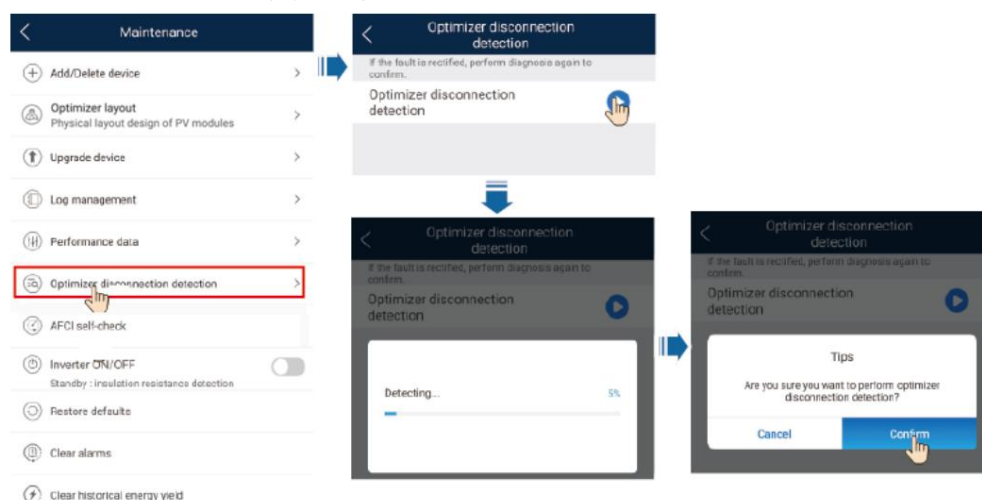 Maintenance
Add/Delete device
Optimizer layout
Physical layout design of PV modules
Upgrade device
Log management
Performance data
Optimizer disconnection detection
AFCI self-check
Inverter ON/OFF
Standby : insulation resistance detection
Restore defaults
Clear alarms
Clear historical energy yield
Optimizer disconnection
detection
If the fault is rectified, perform diagnosis again to
confirm.
Optimizer disconnection
detection
Optimizer disconnection
detection
If the fault is rectified, perform diagnosis again to
confirm.
Optimizer disconnection
detection
Detecting...
5%
Optimizer disconnection
detection
If the fault is rectified, perform diagnosis again to
confirm.
Optimizer disconnection
detection
Tips
Are you sure you want to perform optimizer
disconnection detection?
Cancel
Confirm